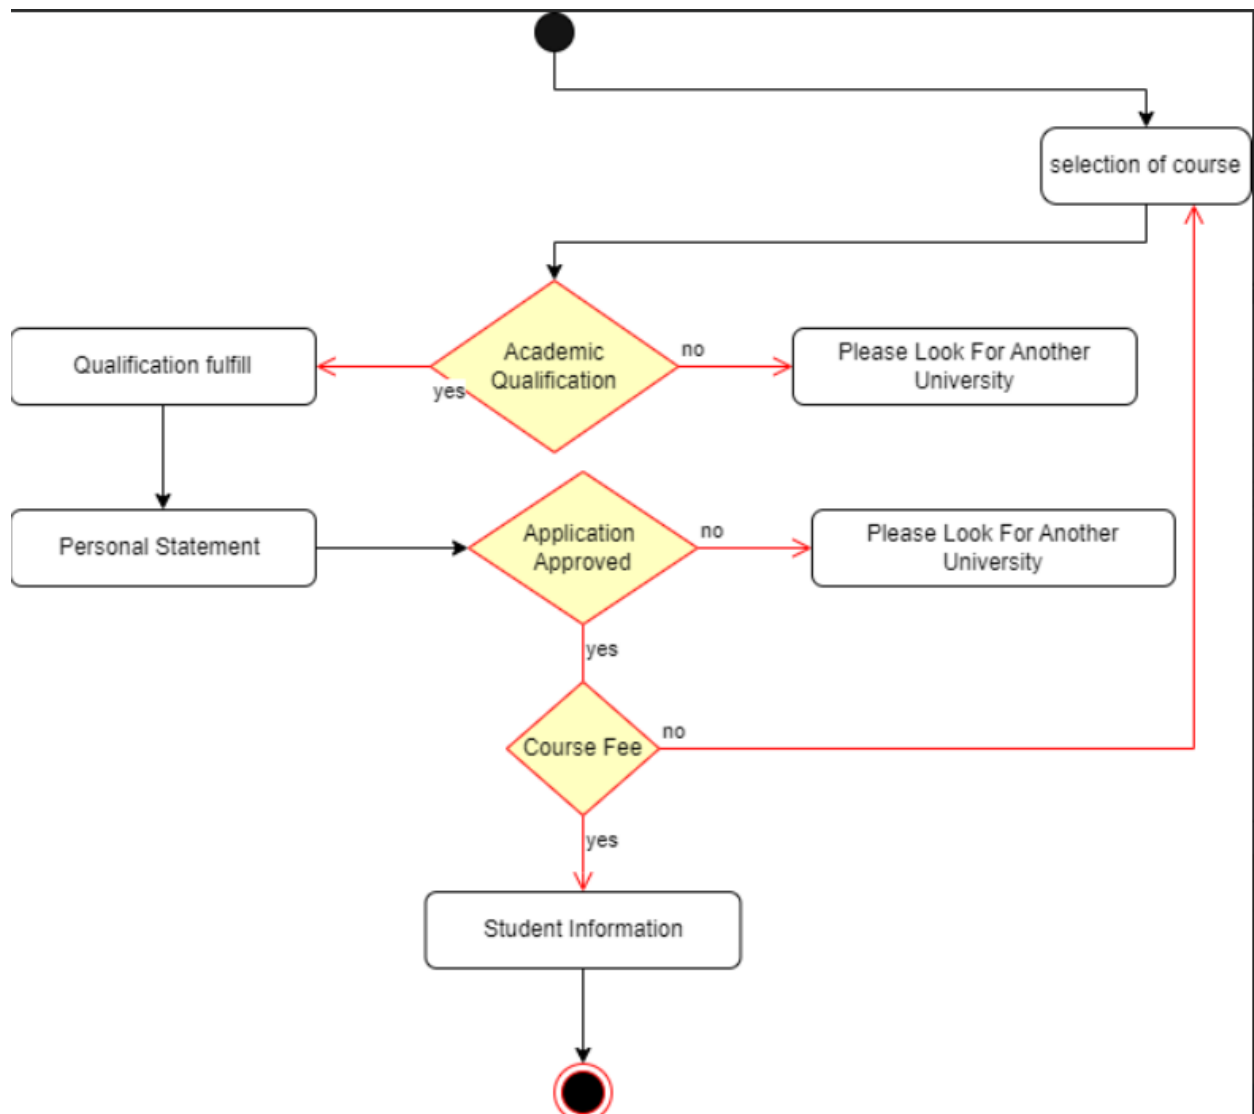 selection of course
Academic
Qualification
no
yes
Qualification fulfill
Please Look For Another
University
Personal Statement
Application
Approved
no
Please Look For Another
University
yes
Course Fee
no
yes
Student Information